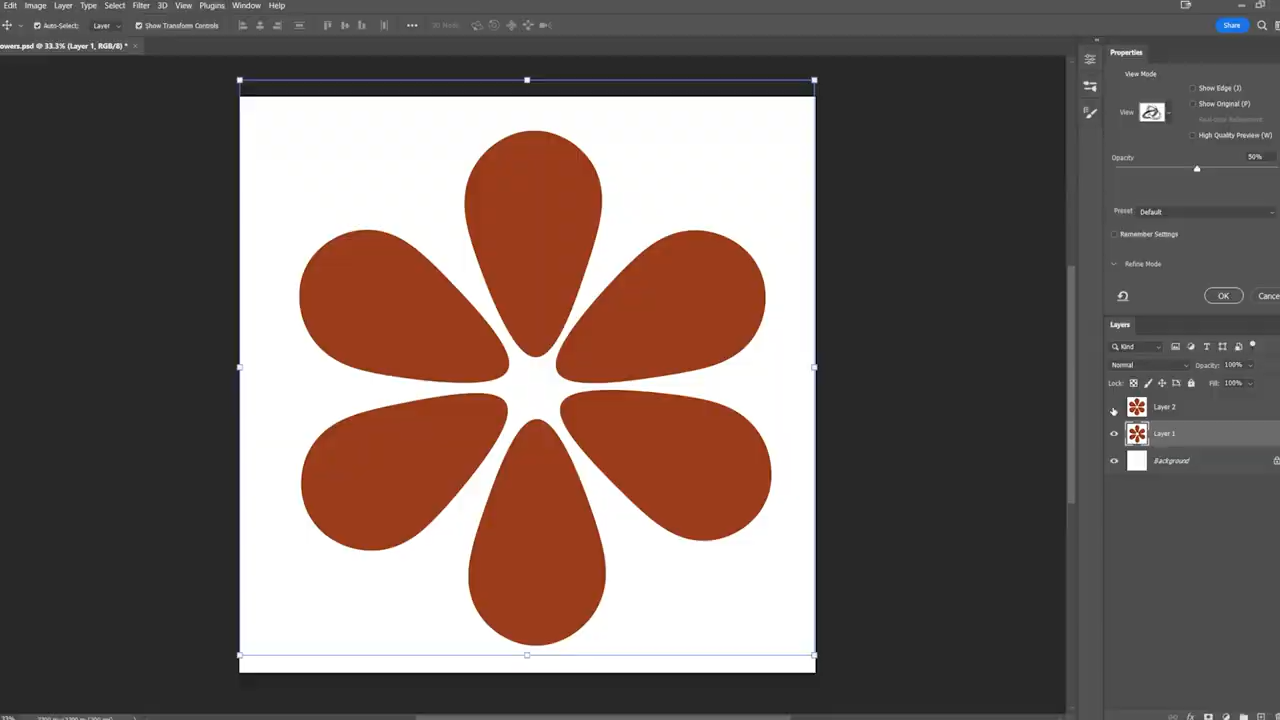 Edit Image Layer Type Select Filter 3D View Plugins Window Help
Auto-Select: Layer Show Transform Controls
3D Mode
Share
owers.psd @ 33.3% (Layer 1, RGB/8) *
Properties
View Mode
Show Edge (J)
Show Original (P)
View
High Quality Preview (W)
Opacity
50%
Preset Default
Remember Settings
Refine Mode
OK
Cance
Layers
Kind
Normal Opacity: 100%
Lock: Fill: 100%
Layer 2
Layer 1
Background